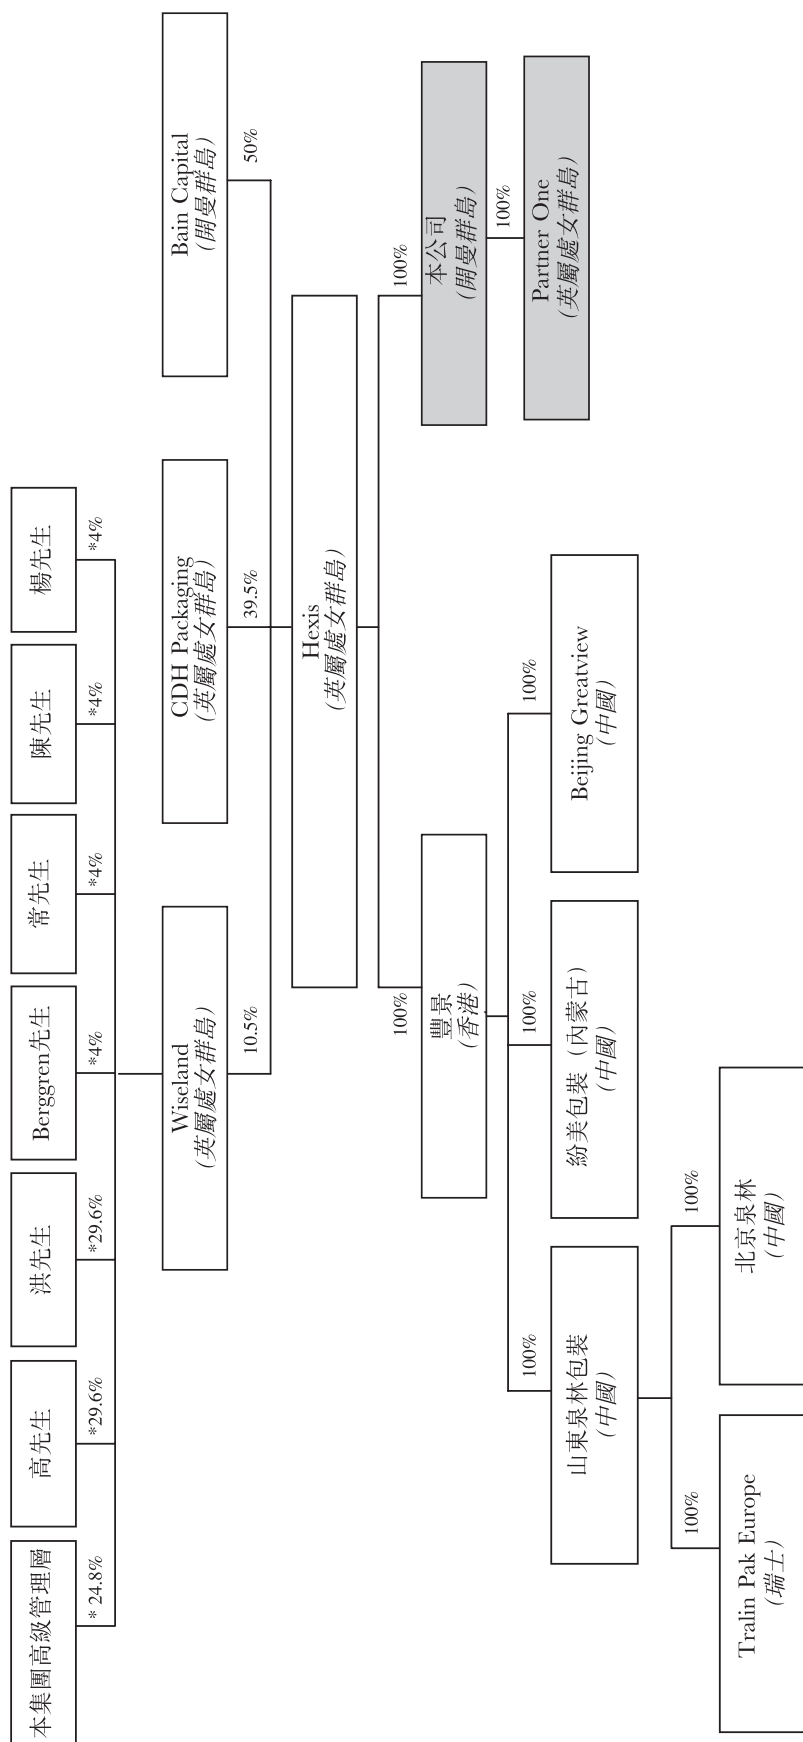 本集團高級管理層
* 24.8%
高先生
*29.6%
洪先生
*29.6%
Berggren先生
*4%
常先生
*4%
陳先生
*4%
楊先生
*4%
Wiseland
(英屬處女群島)
10.5%
CDH Packaging
(英屬處女群島)
39.5%
Bain Capital
(開曼群島)
50%
Hexis
(英屬處女群島)
100%
豐景
(香港)
100%
本公司
(開曼群島)
100%
Partner One
(英屬處女群島)
100%
山東泉林包裝
(中國)
100%
紛美包裝（內蒙古）
(中國)
100%
Beijing Greatview
(中國)
100%
Tralin Pak Europe
(瑞士)
100%
北京泉林
(中國)